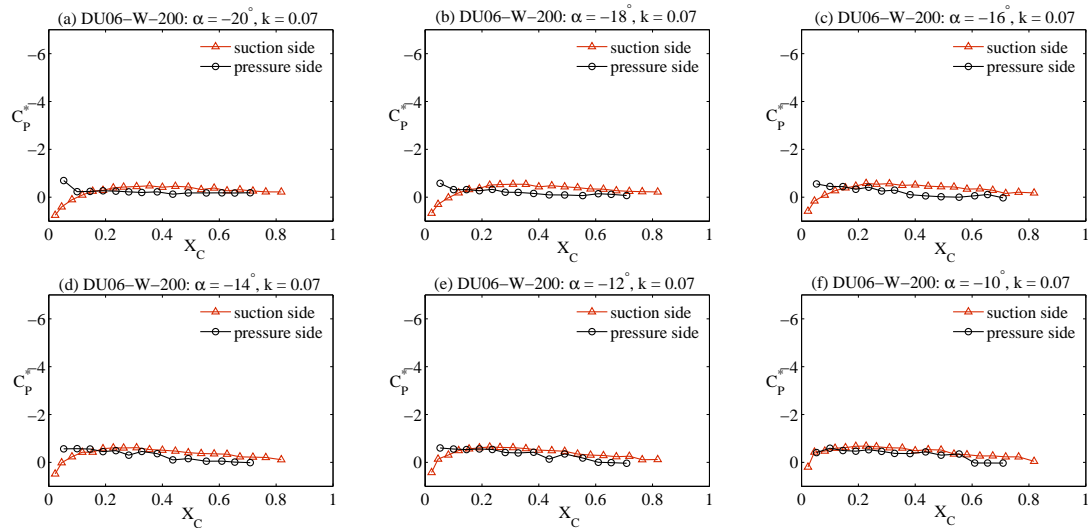 (a) DU06−W−200: α = −20°, k = 0.07
−6
−4
−2
0
C*P
suction side
pressure side
0 0.2 0.4 0.6 0.8 1
XC
(b) DU06−W−200: α = −18°, k = 0.07
−6
−4
−2
0
C*P
suction side
pressure side
0 0.2 0.4 0.6 0.8 1
XC
(c) DU06−W−200: α = −16°, k = 0.07
−6
−4
−2
0
C*P
suction side
pressure side
0 0.2 0.4 0.6 0.8 1
XC
(d) DU06−W−200: α = −14°, k = 0.07
−6
−4
−2
0
C*P
suction side
pressure side
0 0.2 0.4 0.6 0.8 1
XC
(e) DU06−W−200: α = −12°, k = 0.07
−6
−4
−2
0
C*P
suction side
pressure side
0 0.2 0.4 0.6 0.8 1
XC
(f) DU06−W−200: α = −10°, k = 0.07
−6
−4
−2
0
C*P
suction side
pressure side
0 0.2 0.4 0.6 0.8 1
XC